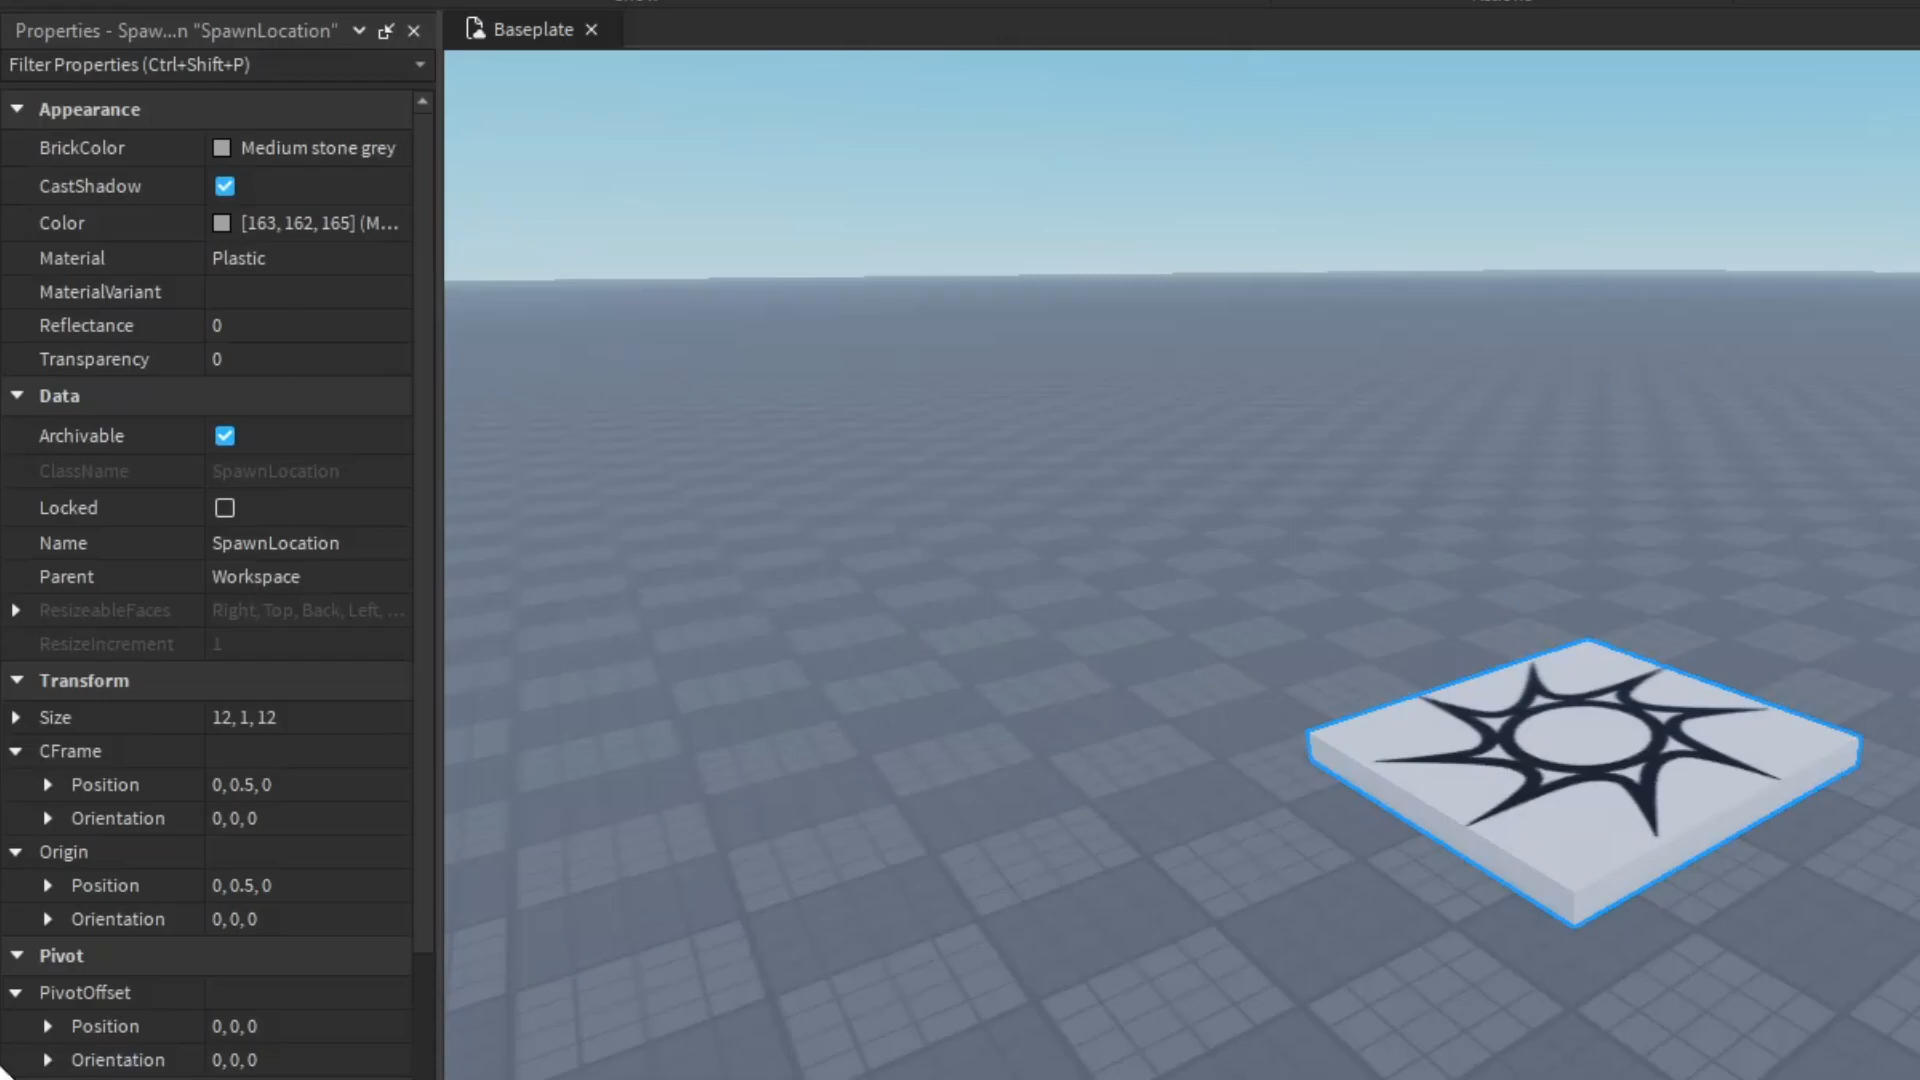 Properties - Spaw...n "SpawnLocation"
Baseplate
Filter Properties (Ctrl+Shift+P)
Appearance
BrickColor Medium stone grey
CastShadow
Color [163, 162, 165] (M...
Material Plastic
MaterialVariant
Reflectance 0
Transparency 0
Data
Archivable
ClassName SpawnLocation
Locked
Name SpawnLocation
Parent Workspace
ResizeableFaces Right, Top, Back, Left, ...
ResizeIncrement 1
Transform
Size 12, 1, 12
CFrame
Position 0, 0.5, 0
Orientation 0, 0, 0
Origin
Position 0, 0.5, 0
Orientation 0, 0, 0
Pivot
PivotOffset
Position 0, 0, 0
Orientation 0, 0, 0